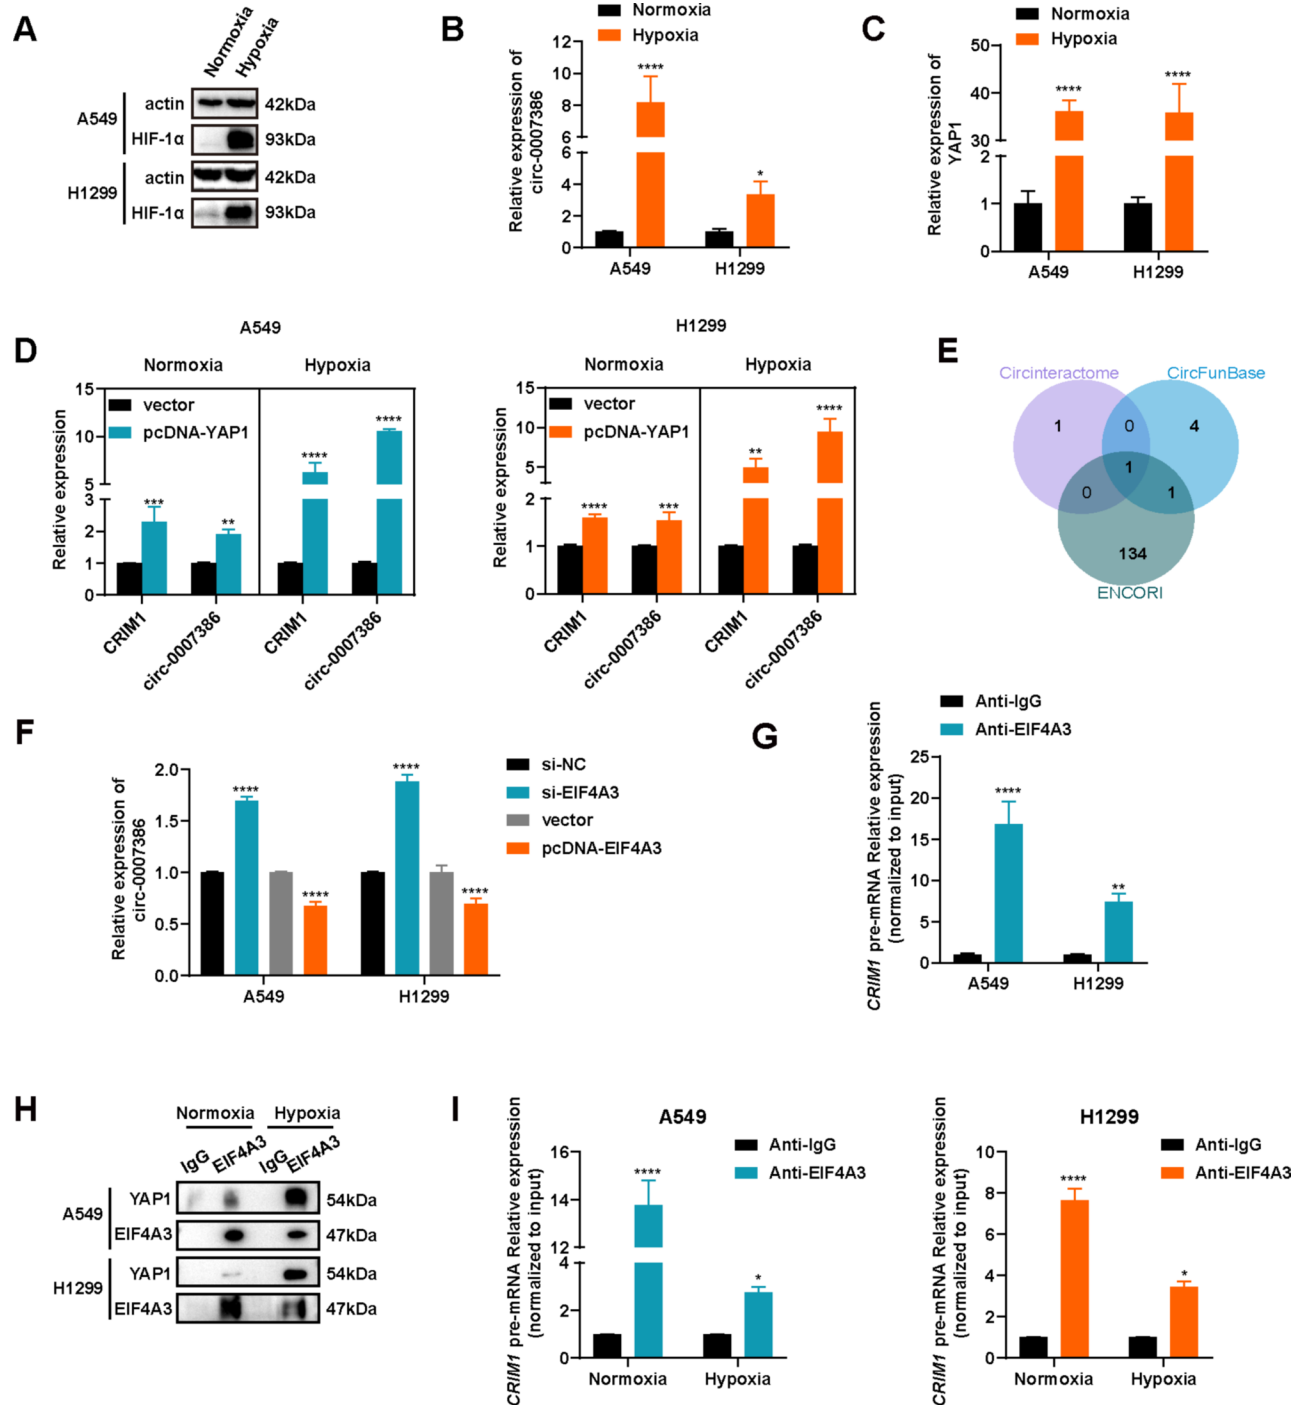 A
Normoxia
Hypoxia
A549
actin
42kDa
HIF-1α
93kDa
H1299
actin
42kDa
HIF-1α
93kDa
B
Normoxia
Hypoxia
Relative expression of
circ-0007386
12
10
8
6
6
4
2
0
****
*
A549
H1299
C
Normoxia
Hypoxia
Relative expression of
YAP1
50
40
30
2
1
0
****
****
A549
H1299
D
A549
Normoxia
Hypoxia
vector
pcDNA-YAP1
Relative expression
15
10
5
3
2
1
0
***
**
****
****
CRIM1
circ-0007386
CRIM1
circ-0007386
H1299
Normoxia
Hypoxia
vector
pcDNA-YAP1
Relative expression
15
10
5
2
1
0
****
***
**
****
CRIM1
circ-0007386
CRIM1
circ-0007386
E
Circinteractome
CircFunBase
1
0
4
1
0
1
134
ENCORI
F
Relative expression of
circ-0007386
2.0
1.5
1.0
0.5
0.0
****
****
****
****
A549
H1299
si-NC
si-EIF4A3
vector
pcDNA-EIF4A3
G
Anti-IgG
Anti-EIF4A3
CRIM1 pre-mRNA Relative expression
(normalized to input)
25
20
15
10
5
0
****
**
A549
H1299
H
Normoxia
Hypoxia
IgG
EIF4A3
IgG
EIF4A3
A549
YAP1
54kDa
EIF4A3
47kDa
H1299
YAP1
54kDa
EIF4A3
47kDa
I
A549
Anti-IgG
Anti-EIF4A3
CRIM1 pre-mRNA Relative expression
(normalized to input)
16
14
12
4
2
0
****
*
Normoxia
Hypoxia
H1299
Anti-IgG
Anti-EIF4A3
CRIM1 pre-mRNA Relative expression
(normalized to input)
10
8
6
4
2
0
****
*
Normoxia
Hypoxia